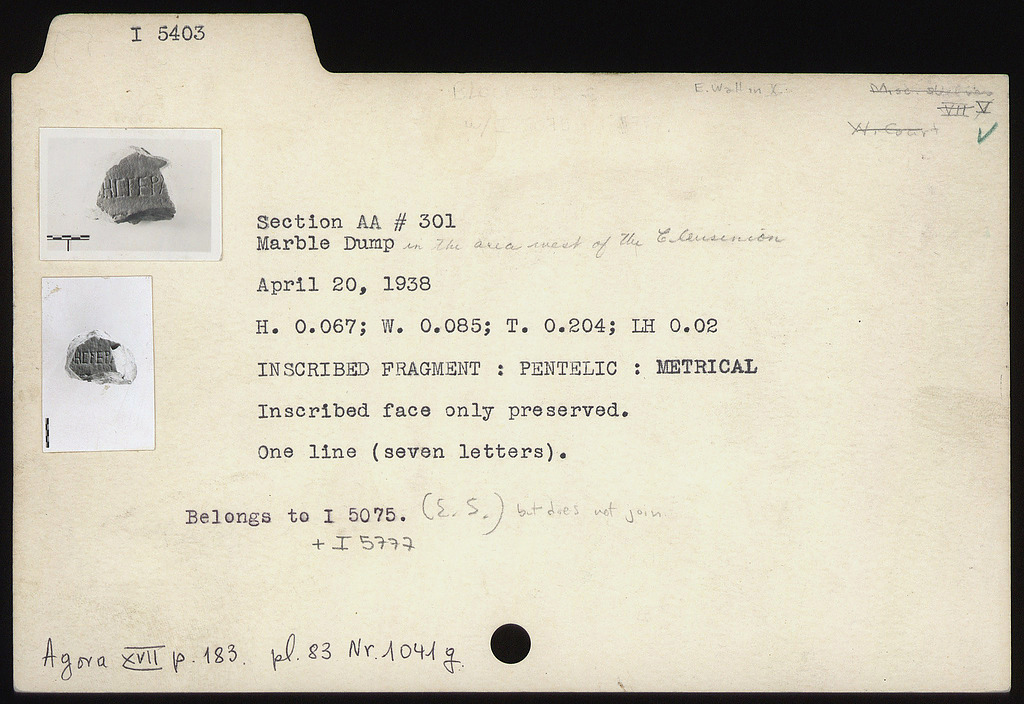 I 5403
E. Wall in X.
VII V
N. Court
Section AA # 301
Marble Dump in the area west of the Eleusinion
April 20, 1938
H. 0.067; W. 0.085; T. 0.204; LH 0.02
INSCRIBED FRAGMENT : PENTELIC : METRICAL
Inscribed face only preserved.
One line (seven letters).
Belongs to I 5075. (E. S.) but does not join
+ I 5777
Agora XVII p. 183. pl. 83 Nr. 1041 g.